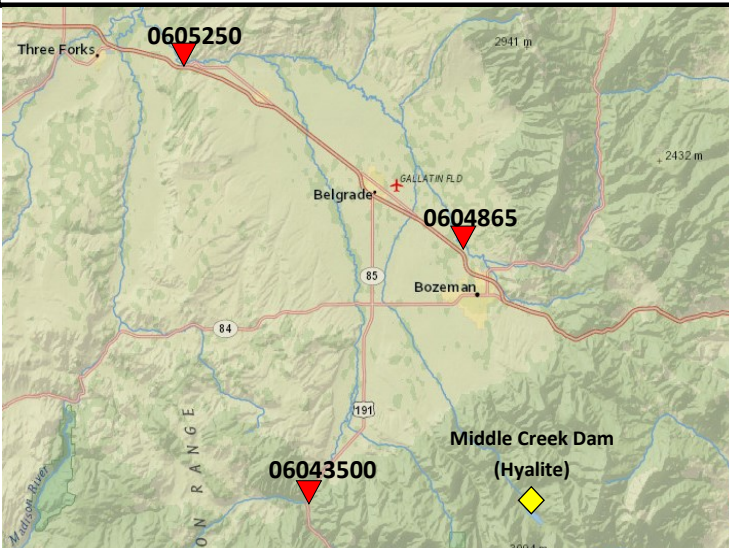 0605250
Three Forks
2941 m
2432 m
GALLATIN FLD
Belgrade
0604865
85
Bozeman
84
191
Middle Creek Dam
(Hyalite)
06043500
ON RANGE
Madison River